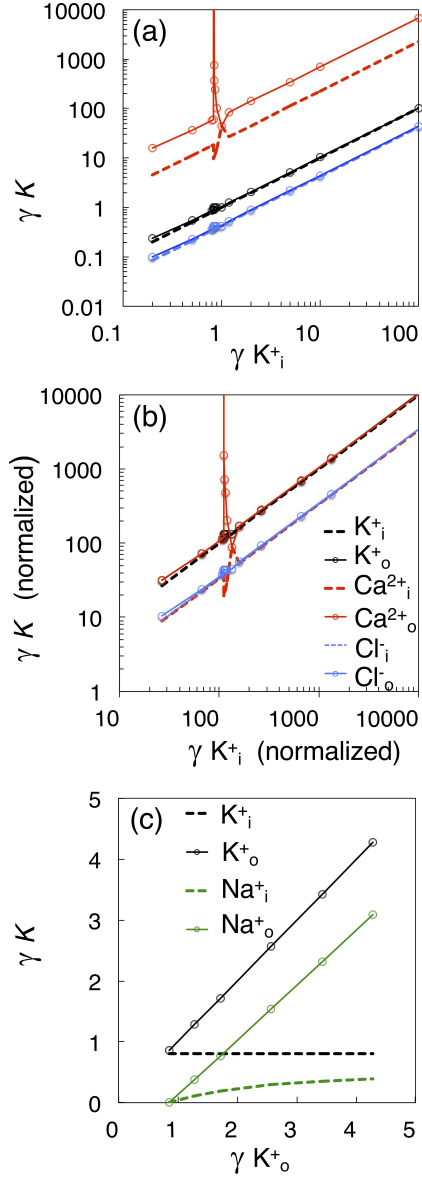 (a)
10000
1000
100
10
1
0.1
0.01
γ K
0.1 1 10 100
γ K⁺ᵢ
(b)
10000
1000
100
10
1
γ K (normalized)
K⁺ᵢ
K⁺ₒ
Ca²⁺ᵢ
Ca²⁺ₒ
Cl⁻ᵢ
Cl⁻ₒ
10 100 1000 10000
γ K⁺ᵢ (normalized)
(c)
5
4
3
2
1
0
γ K
K⁺ᵢ
K⁺ₒ
Na⁺ᵢ
Na⁺ₒ
0 1 2 3 4 5
γ K⁺ₒ